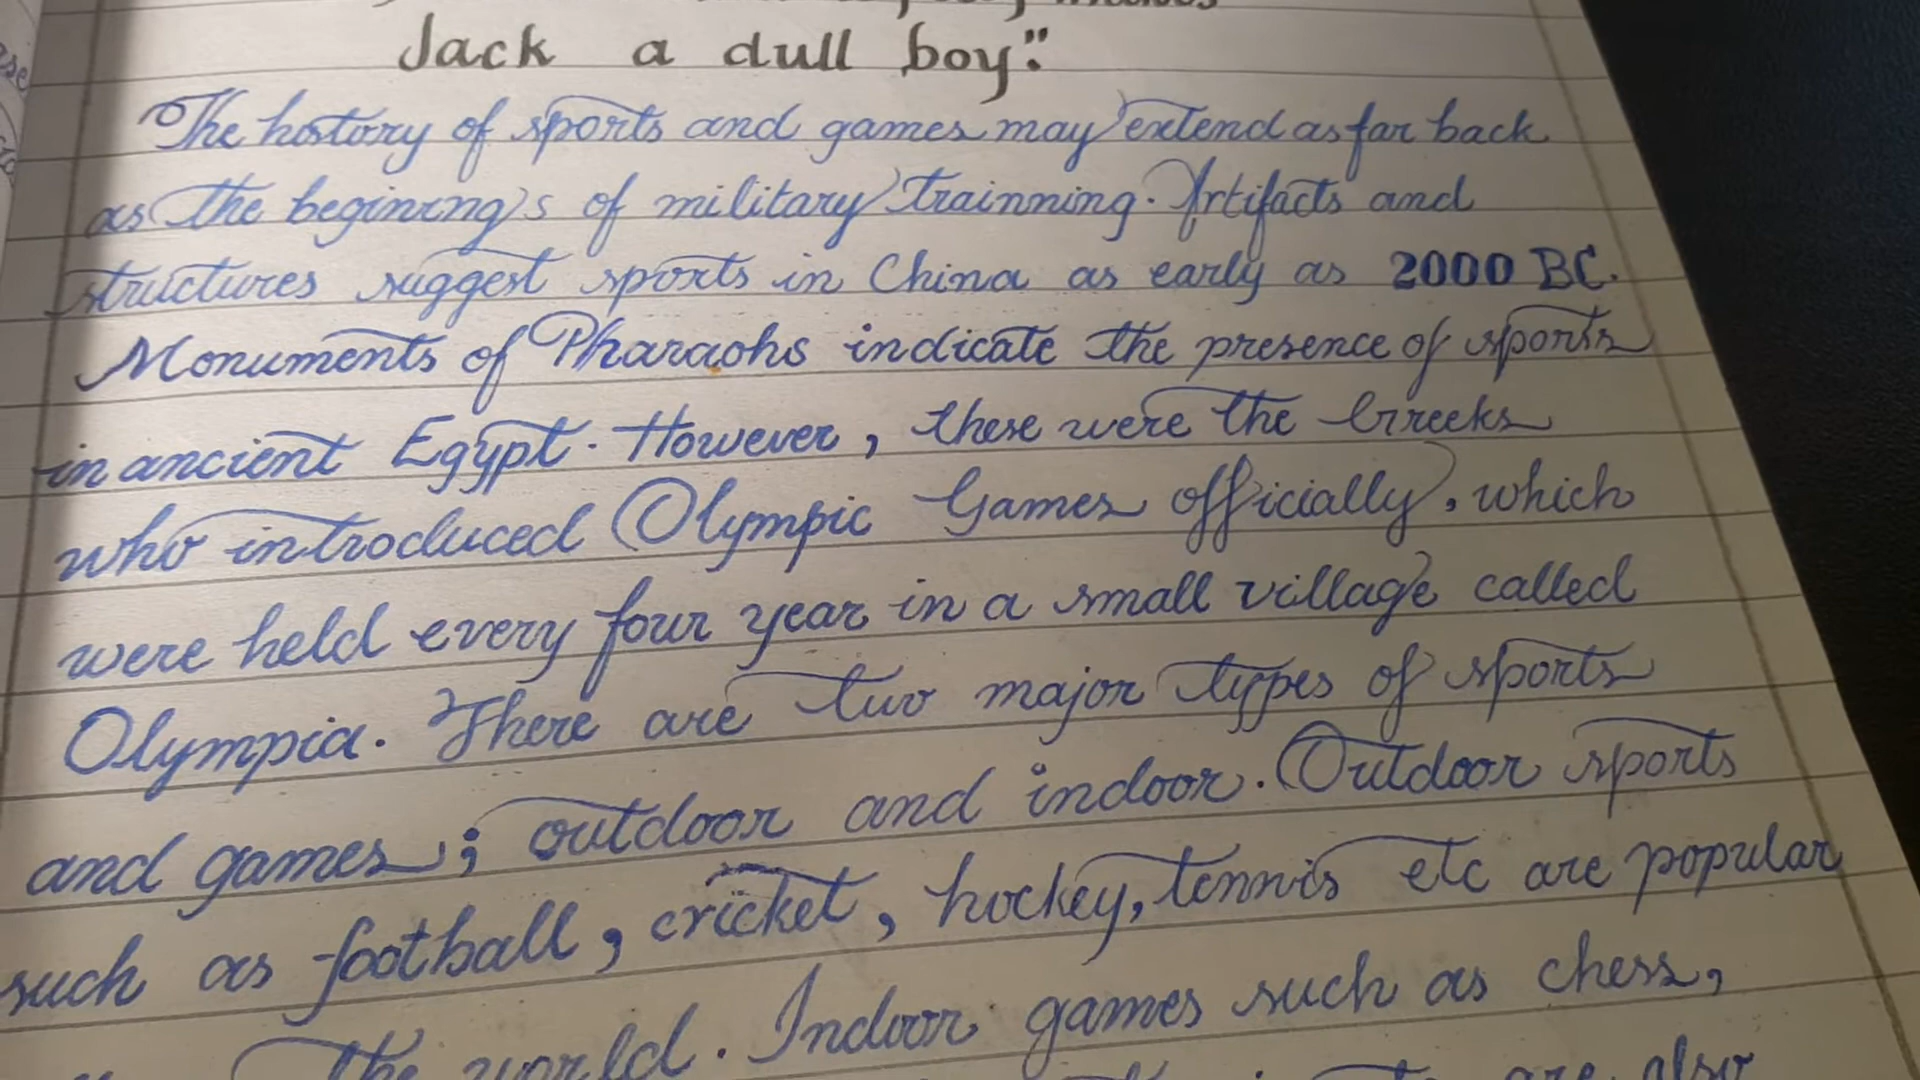 makes
Jack a dull boy".
The history of sports and games may extend as far back
as the begining's of military trainning. Artifacts and
structures suggest sports in China as early as 2000 BC.
Monuments of Pharaohs indicate the presence of sports
in ancient Egypt. However, these were the Greeks
who introduced Olympic Games officially, which
were held every four year in a small village called
Olympia. There are two major types of sports
and games; outdoor and indoor. Outdoor sports
such as football, cricket, hockey, tennis etc are popular
the world. Indoor games such as chess,
are also